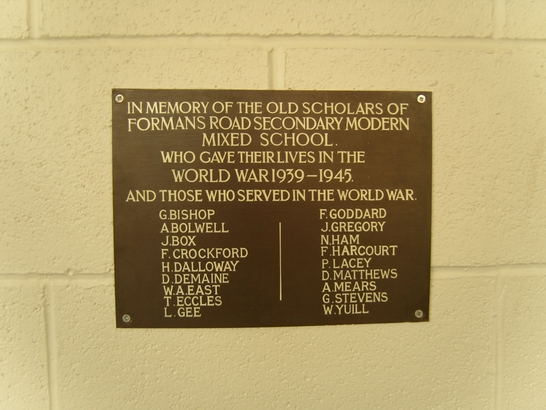 IN MEMORY OF THE OLD SCHOLARS OF
FORMANS ROAD SECONDARY MODERN
MIXED SCHOOL.
WHO GAVE THEIR LIVES IN THE
WORLD WAR 1939-1945.
AND THOSE WHO SERVED IN THE WORLD WAR.
G.BISHOP
A.BOLWELL
J.BOX
F.CROCKFORD
H.DALLOWAY
D.DEMAINE
W.A.EAST
T.ECCLES
L.GEE
F.GODDARD
J.GREGORY
N.HAM
F.HARCOURT
P.LACEY
D.MATTHEWS
A.MEARS
G.STEVENS
W.YUILL